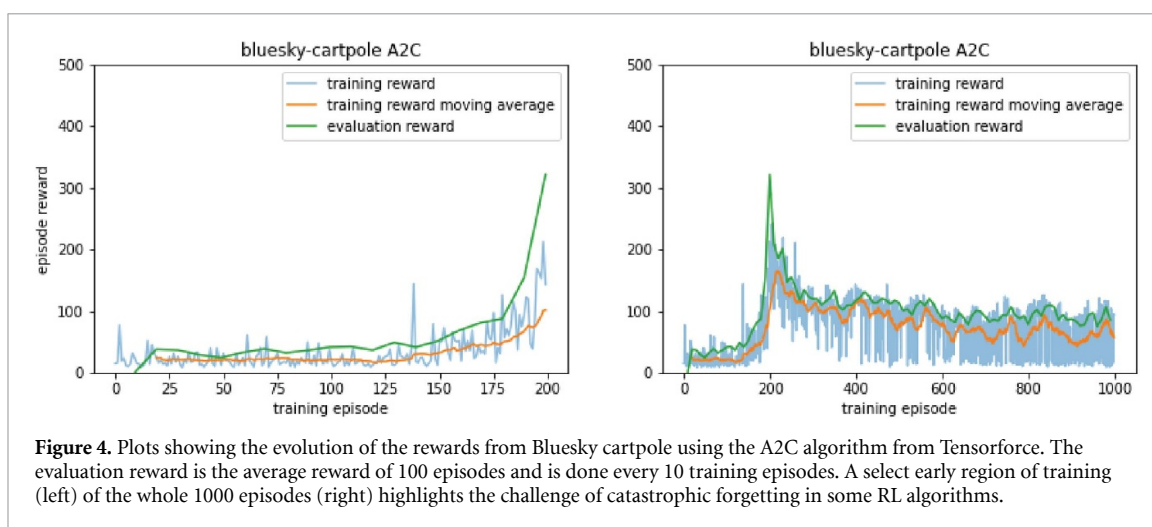 bluesky-cartpole A2C
500
400
300
200
100
0
episode reward
training reward
training reward moving average
evaluation reward
0 25 50 75 100 125 150 175 200
training episode
bluesky-cartpole A2C
500
400
300
200
100
0
training reward
training reward moving average
evaluation reward
0 200 400 600 800 1000
training episode
Figure 4. Plots showing the evolution of the rewards from Bluesky cartpole using the A2C algorithm from Tensorforce. The
evaluation reward is the average reward of 100 episodes and is done every 10 training episodes. A select early region of training
(left) of the whole 1000 episodes (right) highlights the challenge of catastrophic forgetting in some RL algorithms.